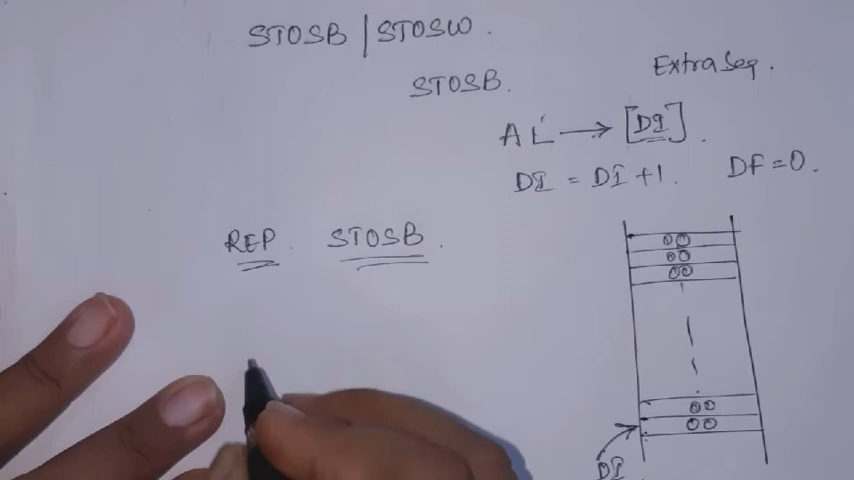 STOSB | STOSW.
Extra Seg.
STOSB.
AL → [DI].
DI = DI + 1. DF = 0.
REP. STOSB.
00
00
00
00
00
DI